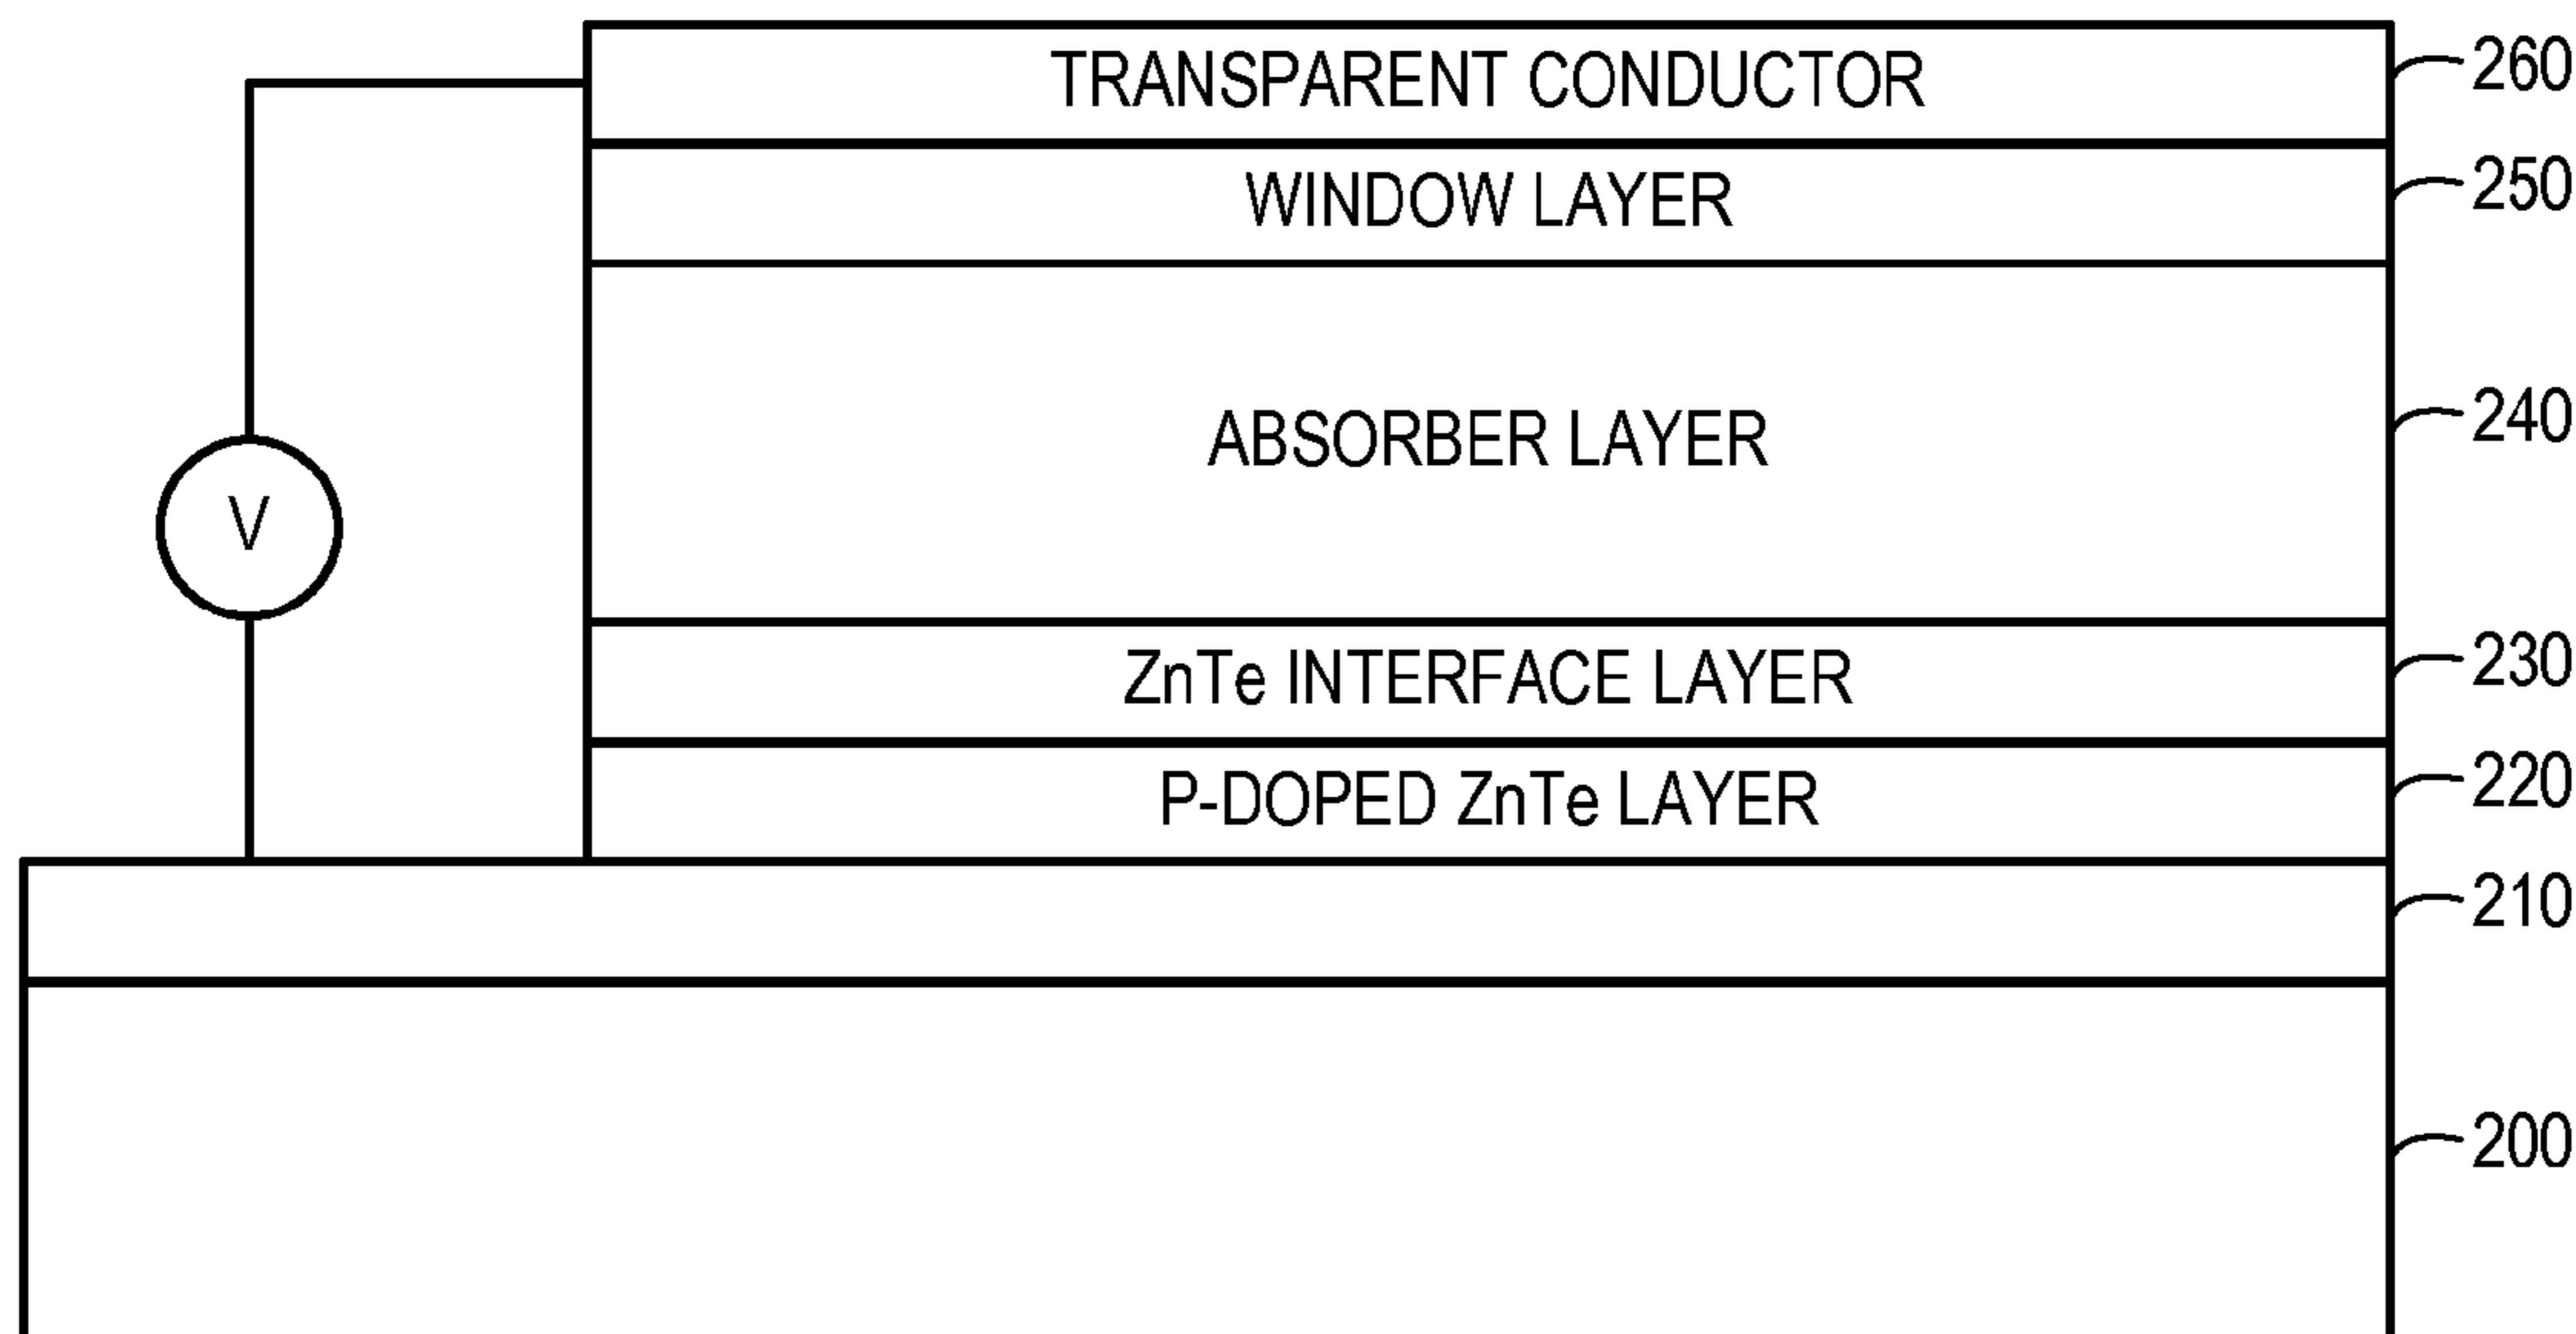 TRANSPARENT CONDUCTOR 260
WINDOW LAYER 250
ABSORBER LAYER 240
V
ZnTe INTERFACE LAYER 230
P-DOPED ZnTe LAYER 220
210
200